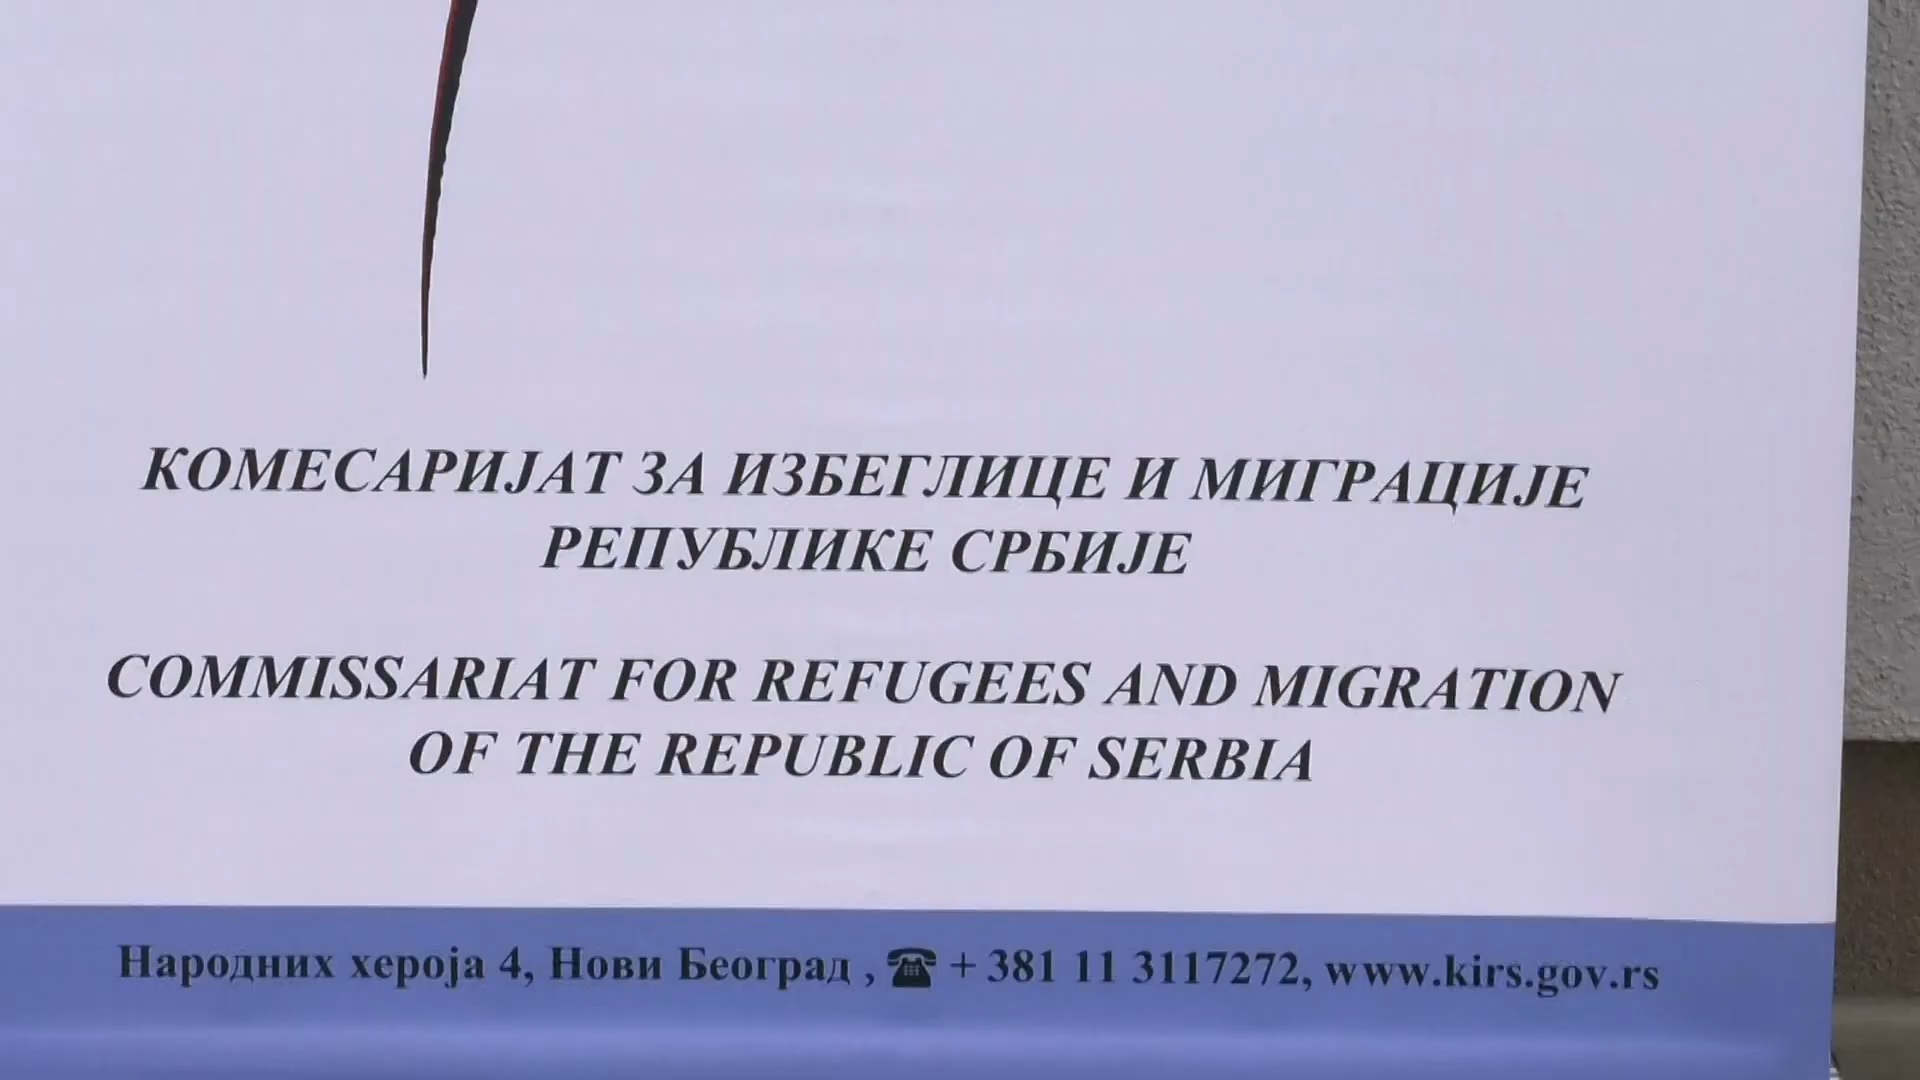 КОМЕСАРИЈАТ ЗА ИЗБЕГЛИЦЕ И МИГРАЦИЈЕ
РЕПУБЛИКЕ СРБИЈЕ
COMMISSARIAT FOR REFUGEES AND MIGRATION
OF THE REPUBLIC OF SERBIA
Народних хероја 4, Нови Београд , ☎ + 381 11 3117272, www.kirs.gov.rs